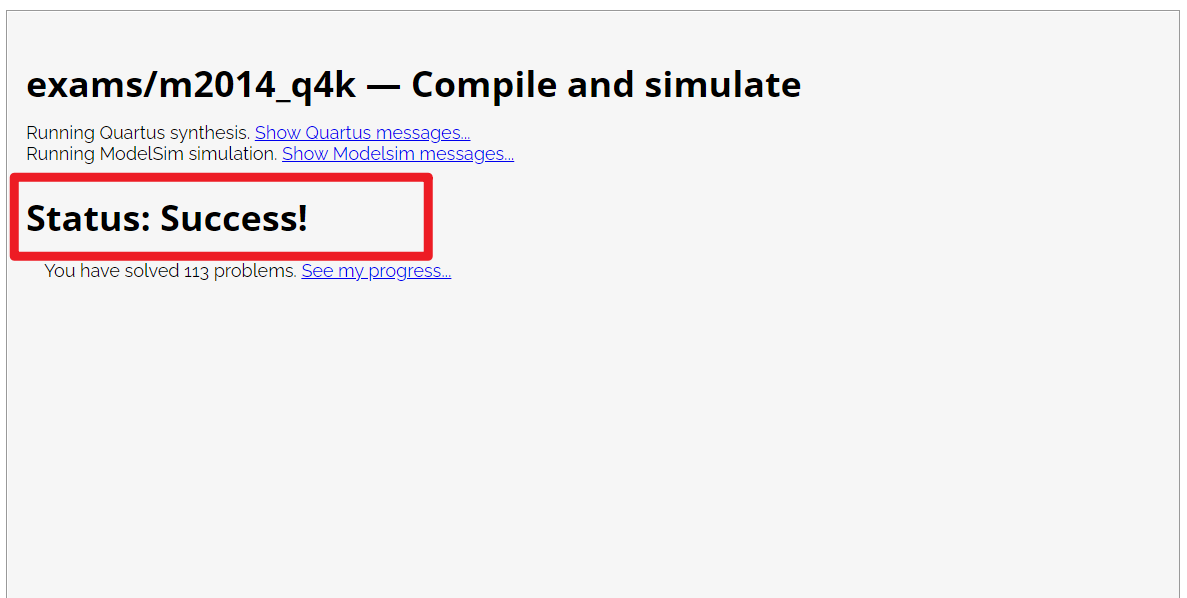 exams/m2014_q4k — Compile and simulate
Running Quartus synthesis. Show Quartus messages...
Running ModelSim simulation. Show Modelsim messages...
Status: Success!
You have solved 113 problems. See my progress...